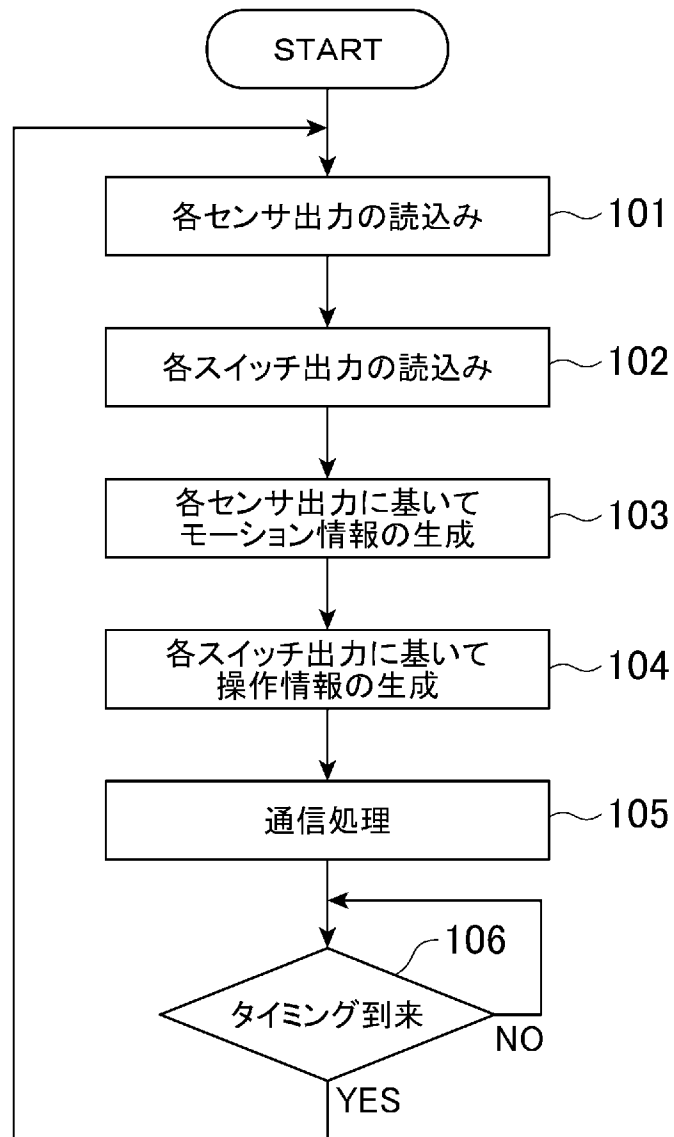 START
各センサ出力の読込み
101
各スイッチ出力の読込み
102
各センサ出力に基いて
モーション情報の生成
103
各スイッチ出力に基いて
操作情報の生成
104
通信処理
105
106
タイミング到来
NO
YES